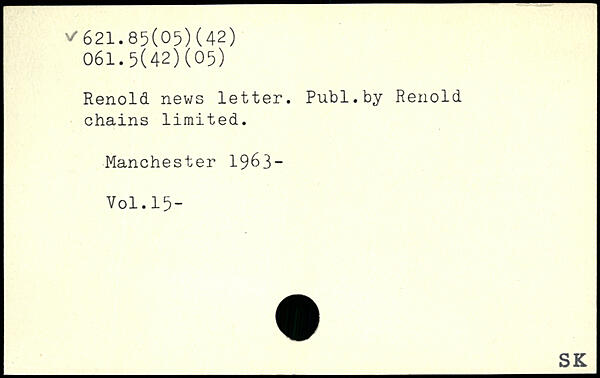 ✓ 621.85(05)(42)
061.5(42)(05)
Renold news letter. Publ.by Renold
chains limited.
Manchester 1963-
Vol.15-
SK